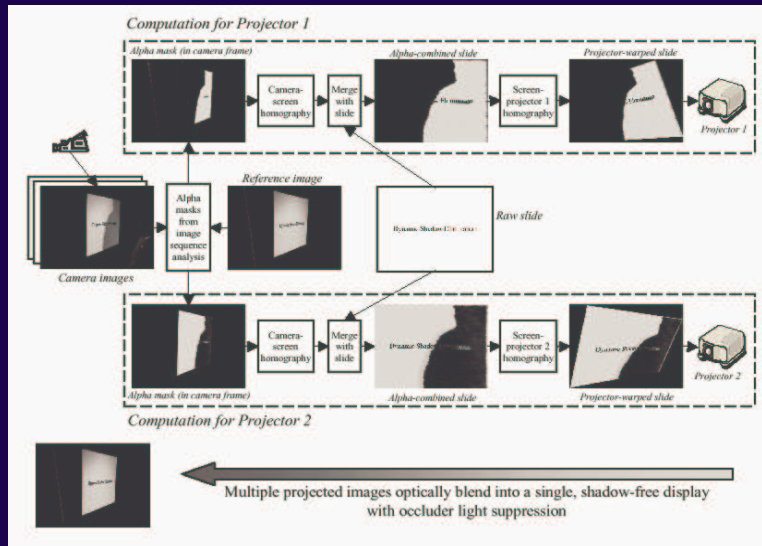 Computation for Projector 1
Alpha mask (in camera frame)
Alpha-combined slide
Projector-warped slide
Camera-
screen
homography
Merge
with
slide
Screen-
projector 1
homography
Projector 1
Reference image
Alpha
masks
from
image
sequence
analysis
Raw slide
Dynamic Shadow
Camera images
Camera-
screen
homography
Merge
with
slide
Dynamic Shadow
Screen-
projector 2
homography
Projector 2
Alpha mask (in camera frame)
Alpha-combined slide
Projector-warped slide
Computation for Projector 2
Multiple projected images optically blend into a single, shadow-free display
with occluder light suppression